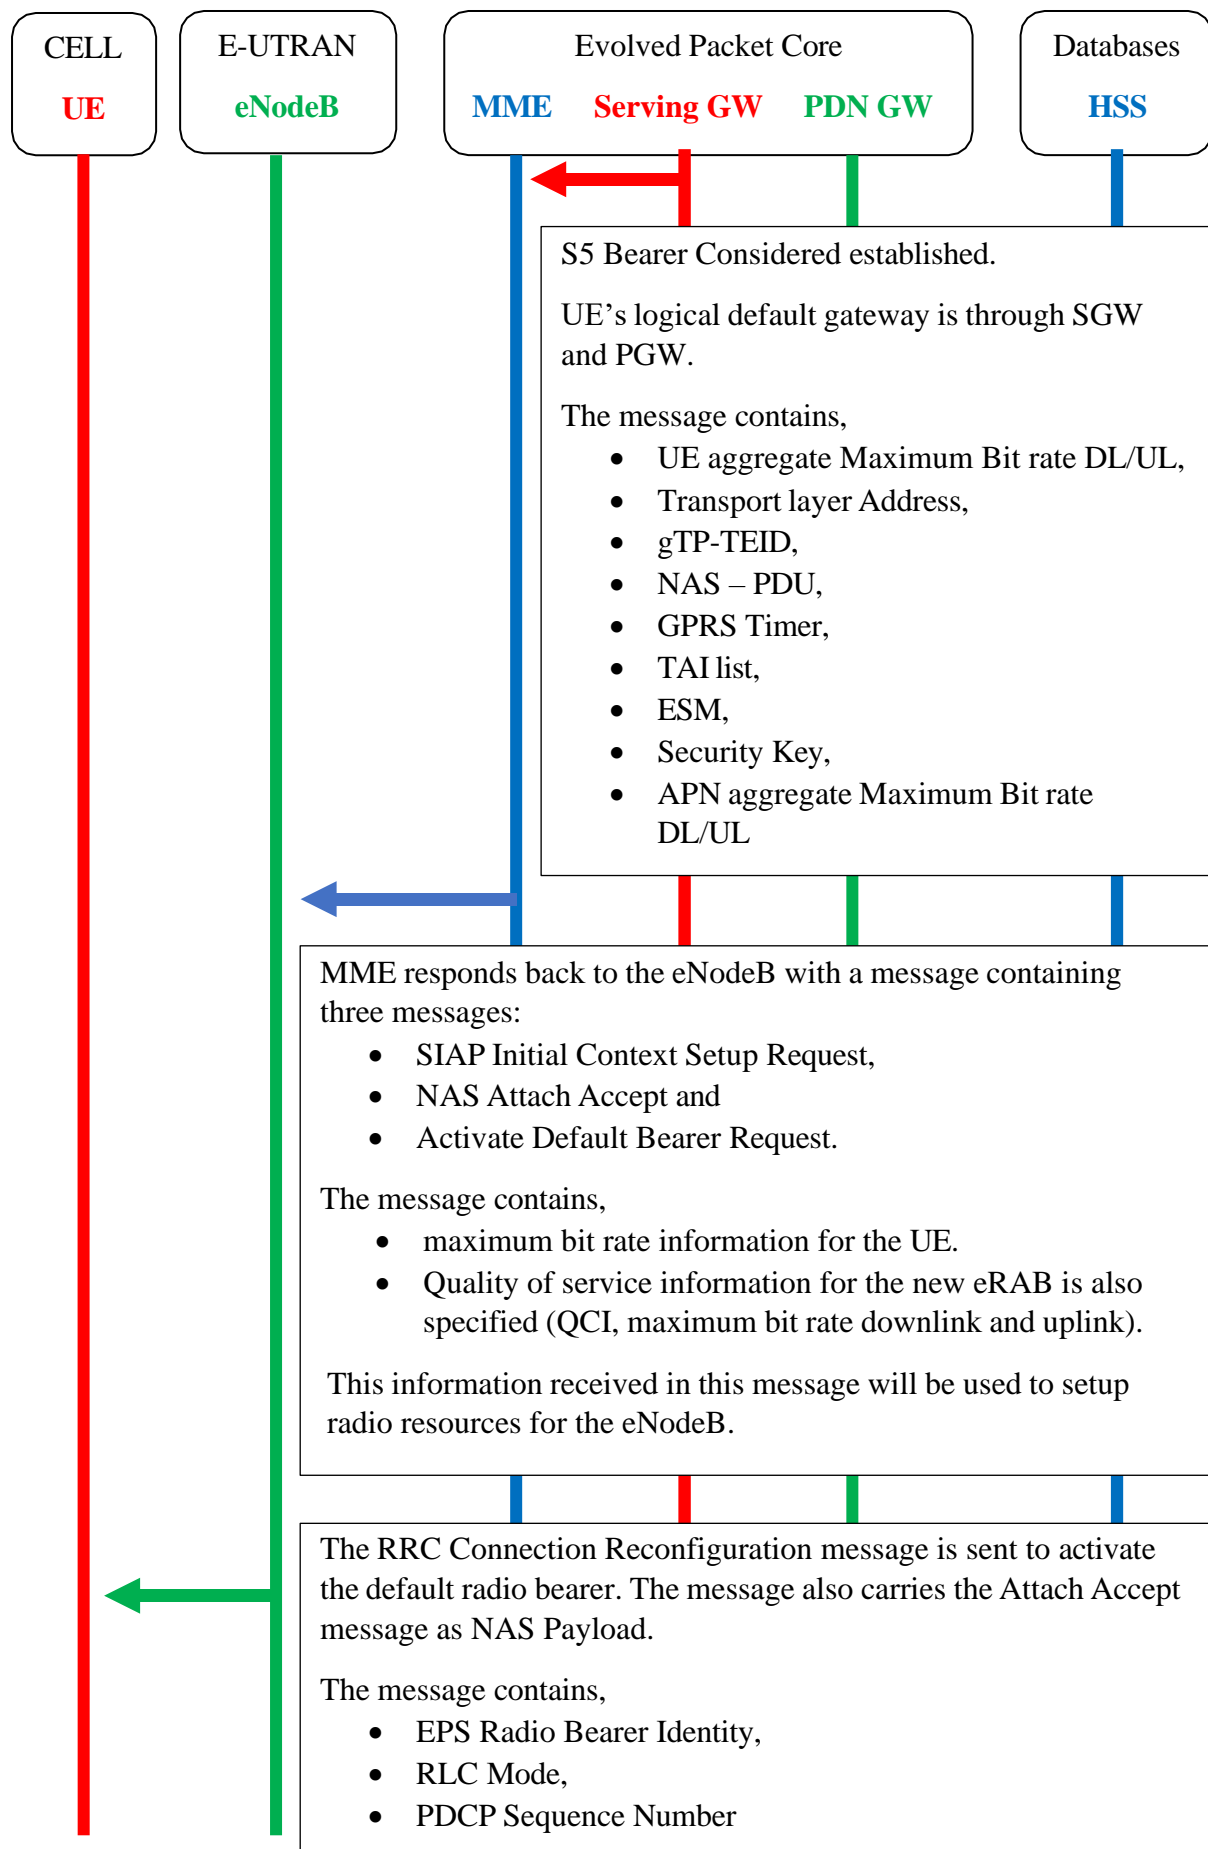 CELL
UE
E-UTRAN
eNodeB
Evolved Packet Core
MME Serving GW PDN GW
Databases
HSS
S5 Bearer Considered established.
UE’s logical default gateway is through SGW
and PGW.
The message contains,
• UE aggregate Maximum Bit rate DL/UL,
• Transport layer Address,
• gTP-TEID,
• NAS – PDU,
• GPRS Timer,
• TAI list,
• ESM,
• Security Key,
• APN aggregate Maximum Bit rate
DL/UL
MME responds back to the eNodeB with a message containing
three messages:
• SIAP Initial Context Setup Request,
• NAS Attach Accept and
• Activate Default Bearer Request.
The message contains,
• maximum bit rate information for the UE.
• Quality of service information for the new eRAB is also
specified (QCI, maximum bit rate downlink and uplink).
This information received in this message will be used to setup
radio resources for the eNodeB.
The RRC Connection Reconfiguration message is sent to activate
the default radio bearer. The message also carries the Attach Accept
message as NAS Payload.
The message contains,
• EPS Radio Bearer Identity,
• RLC Mode,
• PDCP Sequence Number